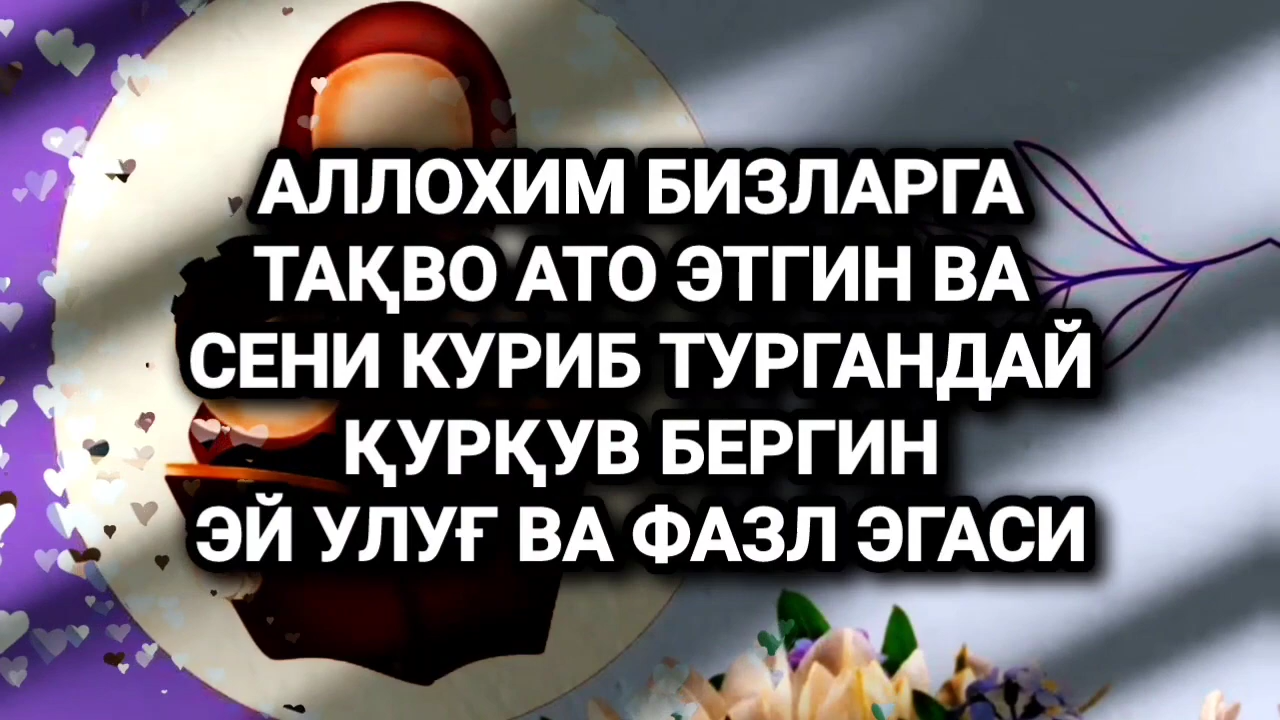 АЛЛОХИМ БИЗЛАРГА
ТАҚВО АТО ЭТГИН ВА
СЕНИ КУРИБ ТУРГАНДАЙ
ҚУРҚУВ БЕРГИН
ЭЙ УЛУҒ ВА ФАЗЛ ЭГАСИ